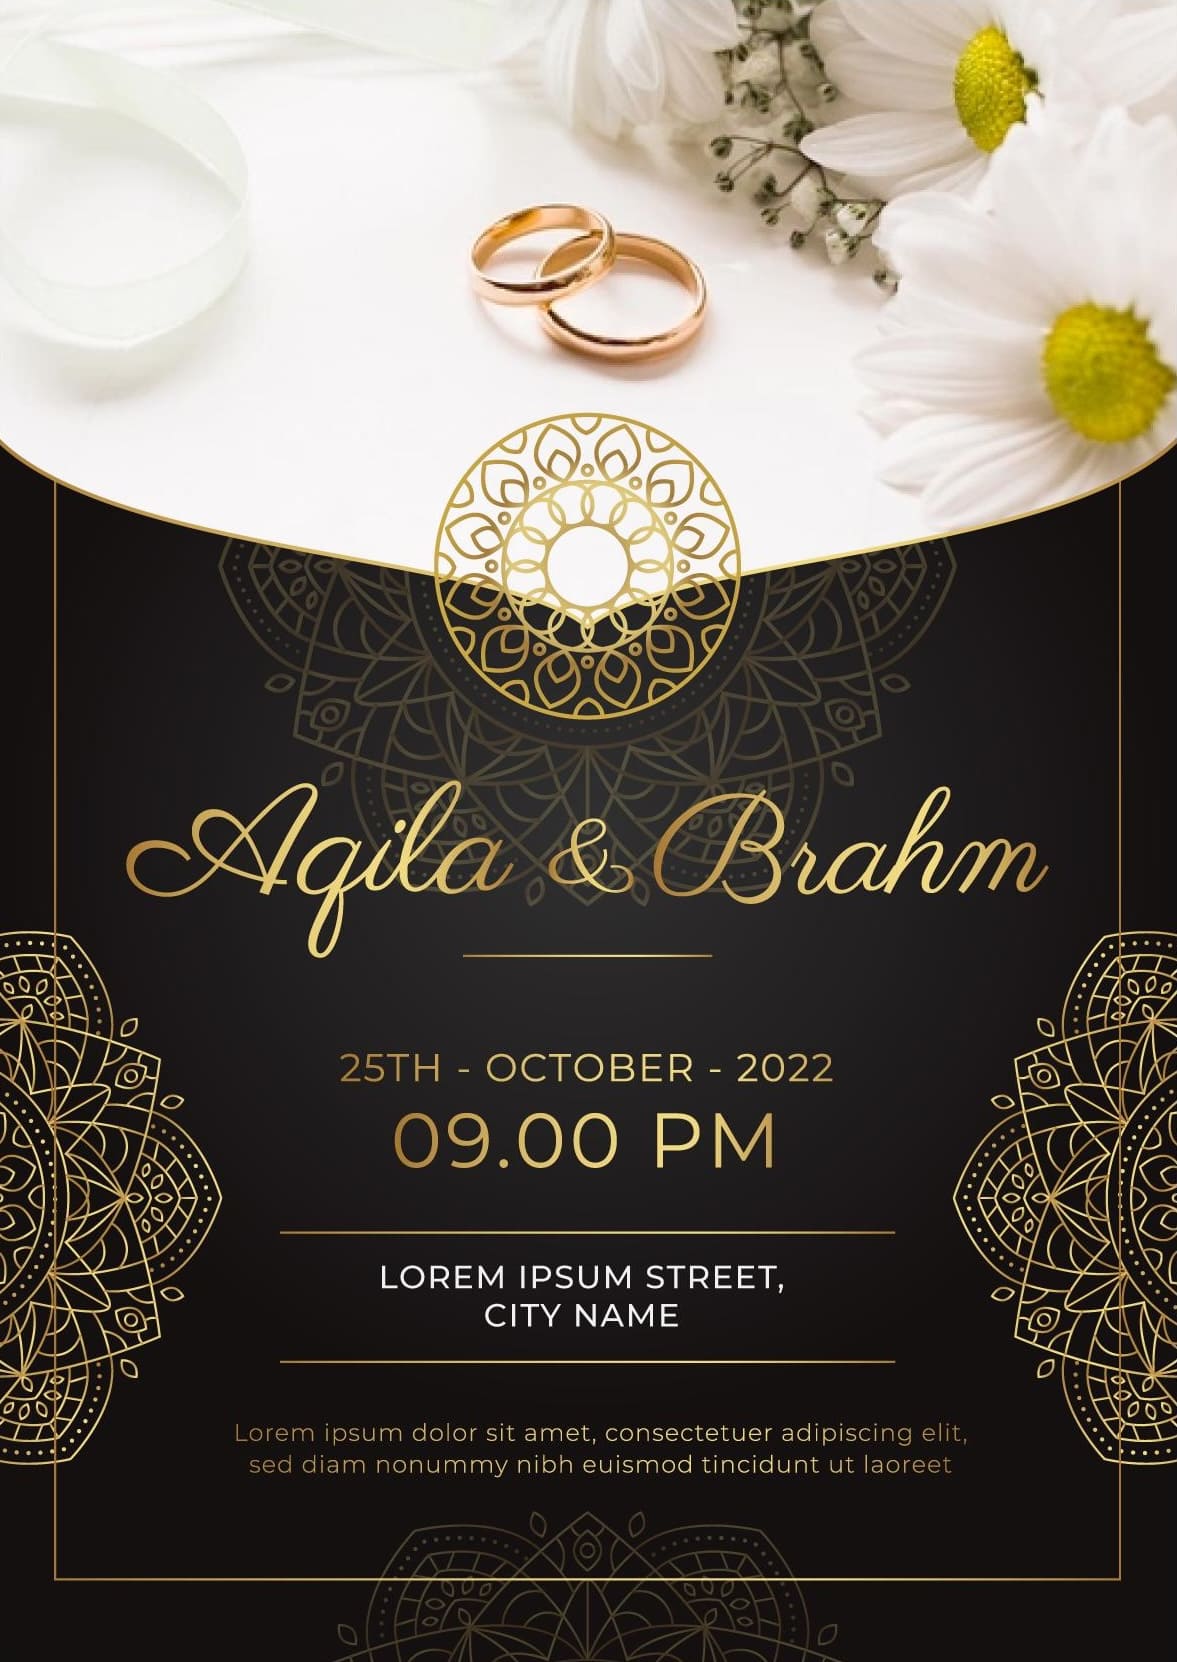 Aqila & Brahm
25TH - OCTOBER - 2022
09.00 PM
LOREM IPSUM STREET,
CITY NAME
Lorem ipsum dolor sit amet, consectetuer adipiscing elit,
sed diam nonummy nibh euismod tincidunt ut laoreet